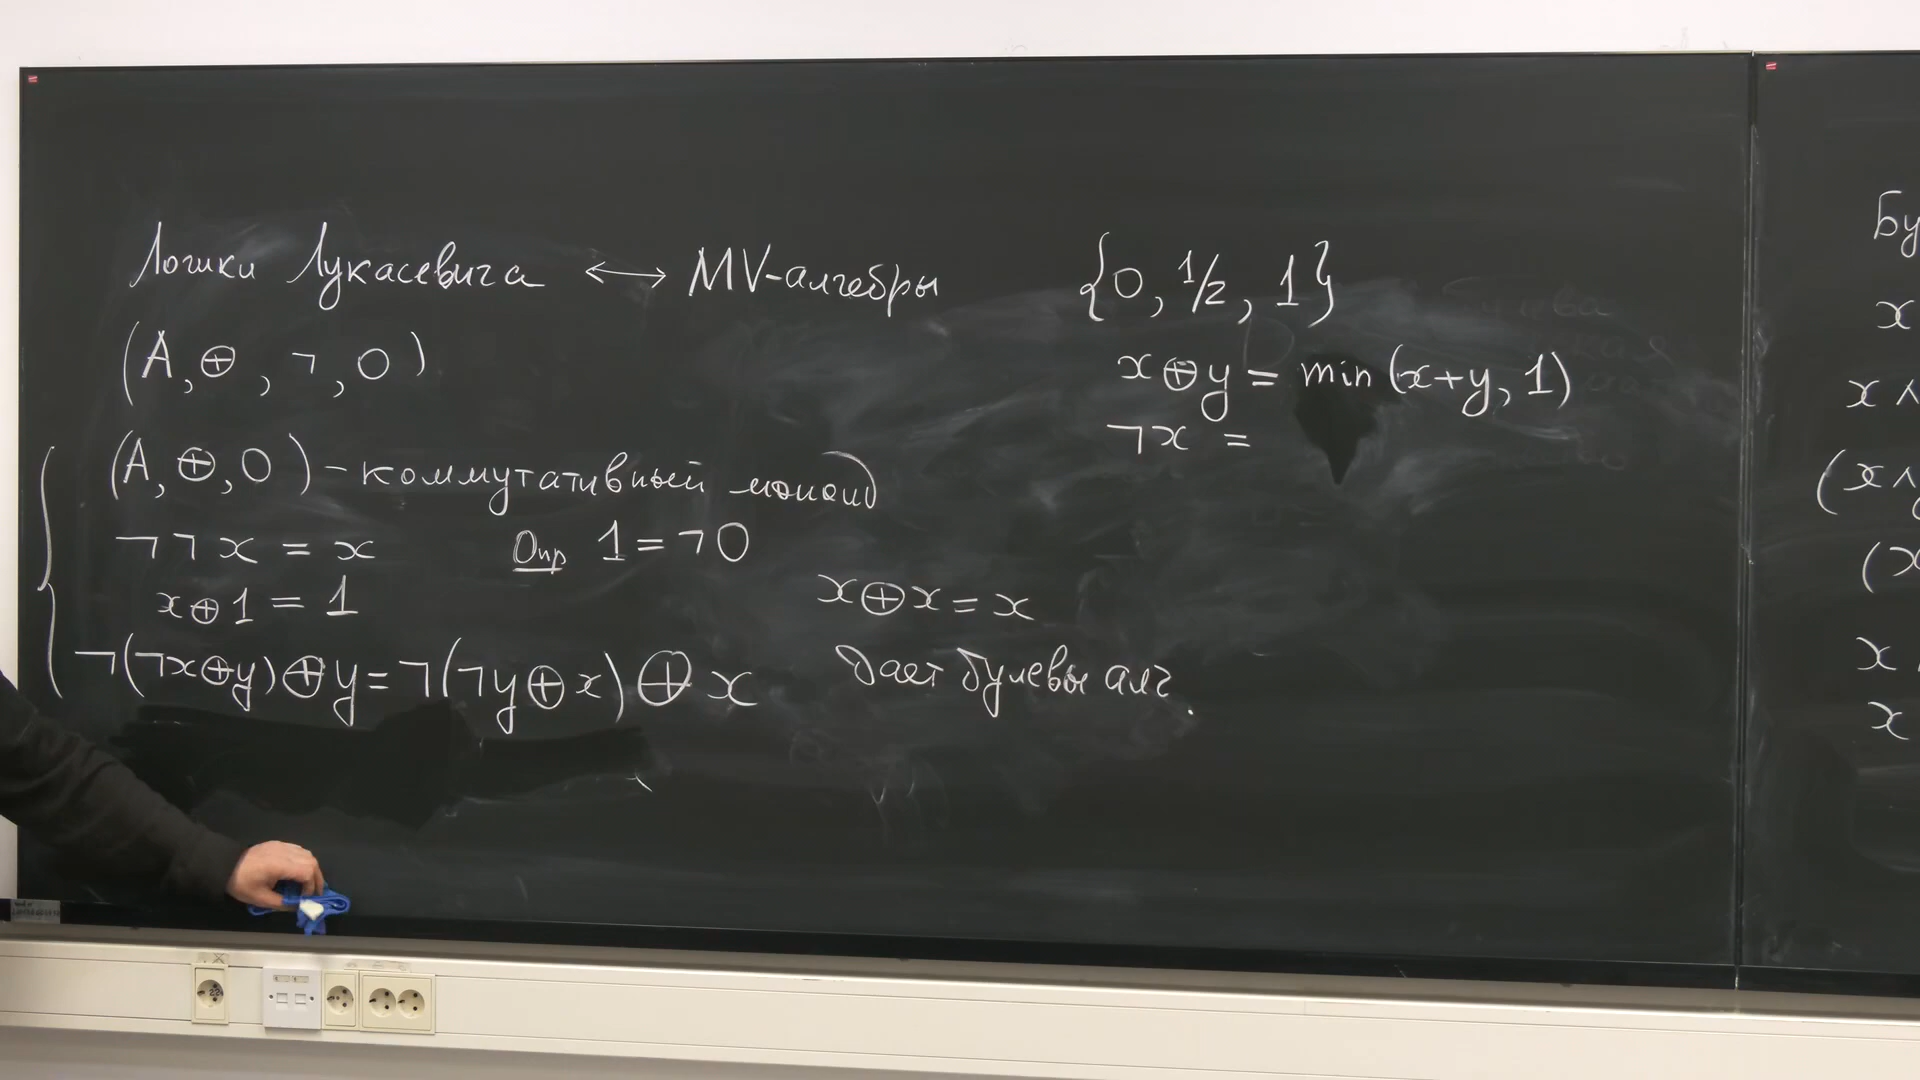 Логики Лукасевича ⟷ MV-алгебры
(A, ⊕, ¬, 0)
(A, ⊕, 0) – коммутативный моноид
¬¬x = x
Опр 1 = ¬0
x ⊕ 1 = 1
¬(¬x⊕y)⊕y = ¬(¬y⊕x) ⊕ x
x ⊕ x = x
дает булевы алг.
{0, 1/2, 1}
x ⊕ y = min (x+y, 1)
¬x =
Бу
x
x ∧
(x ∧ y
(x
x
x